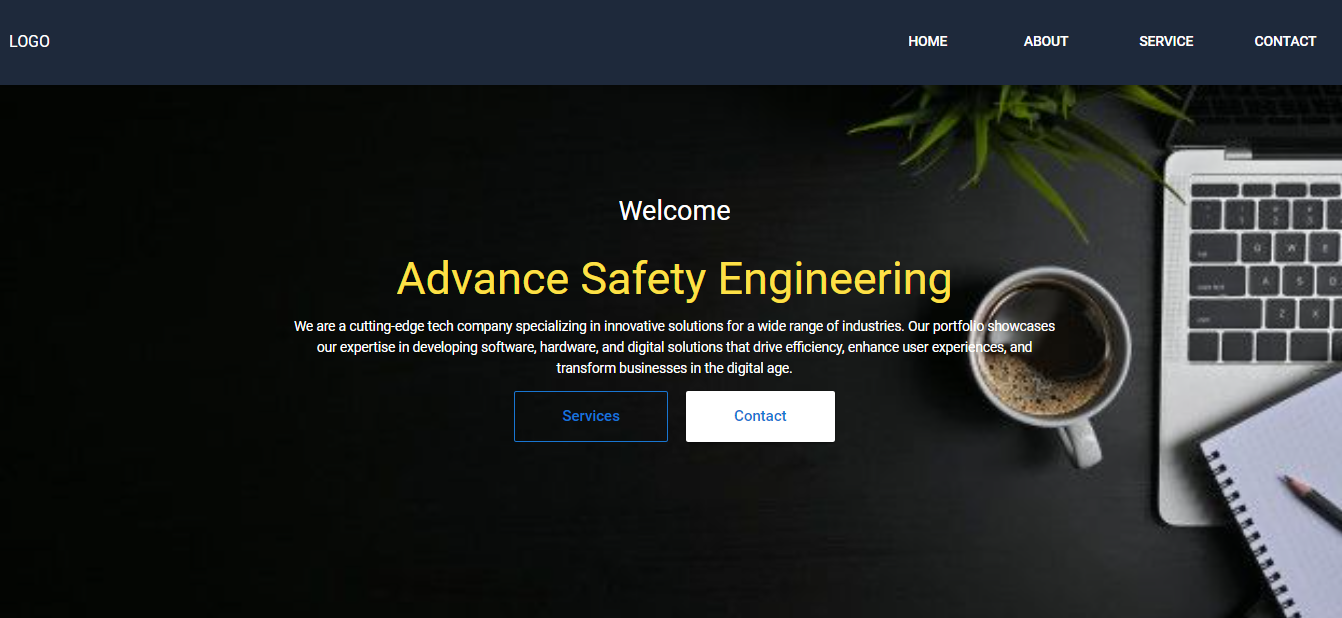 LOGO HOME ABOUT SERVICE CONTACT
Welcome
Advance Safety Engineering
We are a cutting-edge tech company specializing in innovative solutions for a wide range of industries. Our portfolio showcases
our expertise in developing software, hardware, and digital solutions that drive efficiency, enhance user experiences, and
transform businesses in the digital age.
Services Contact